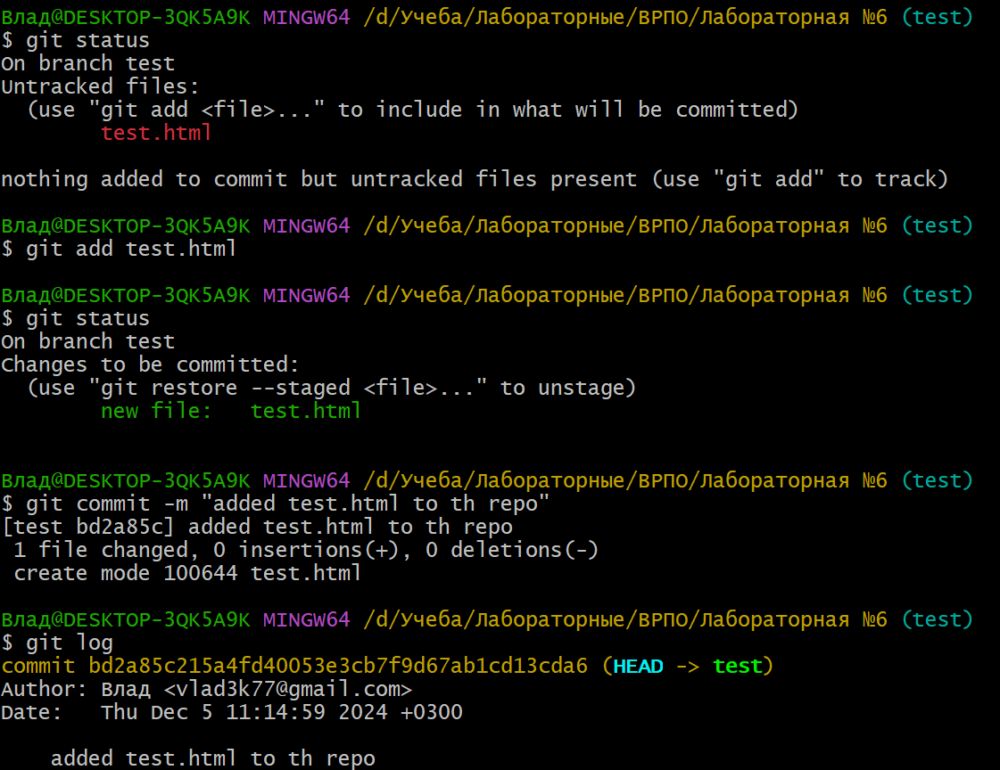 Влад@DESKTOP-3QK5A9K MINGW64 /d/Учеба/Лабораторные/ВРПО/Лабораторная №6 (test)
$ git status
On branch test
Untracked files:
  (use "git add <file>..." to include in what will be committed)
        test.html

nothing added to commit but untracked files present (use "git add" to track)

Влад@DESKTOP-3QK5A9K MINGW64 /d/Учеба/Лабораторные/ВРПО/Лабораторная №6 (test)
$ git add test.html

Влад@DESKTOP-3QK5A9K MINGW64 /d/Учеба/Лабораторные/ВРПО/Лабораторная №6 (test)
$ git status
On branch test
Changes to be committed:
  (use "git restore --staged <file>..." to unstage)
        new file:   test.html


Влад@DESKTOP-3QK5A9K MINGW64 /d/Учеба/Лабораторные/ВРПО/Лабораторная №6 (test)
$ git commit -m "added test.html to th repo"
[test bd2a85c] added test.html to th repo
 1 file changed, 0 insertions(+), 0 deletions(-)
 create mode 100644 test.html

Влад@DESKTOP-3QK5A9K MINGW64 /d/Учеба/Лабораторные/ВРПО/Лабораторная №6 (test)
$ git log
commit bd2a85c215a4fd40053e3cb7f9d67ab1cd13cda6 (HEAD -> test)
Author: Влад <vlad3k77@gmail.com>
Date:   Thu Dec 5 11:14:59 2024 +0300

    added test.html to th repo